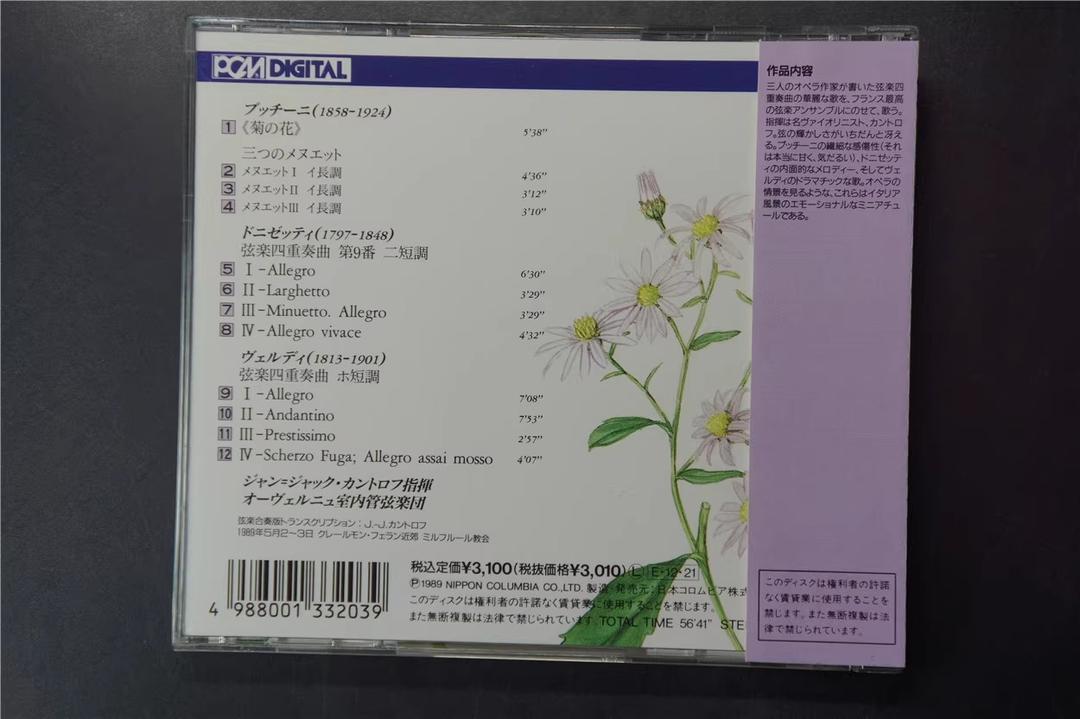 PCM DIGITAL
プッチーニ(1858-1924)
1 《菊の花》 5'38"
三つのメヌエット
2 メヌエットⅠ イ長調 4'36"
3 メヌエットⅡ イ長調 3'12"
4 メヌエットⅢ イ長調 3'10"
ドニゼッティ(1797-1848)
弦楽四重奏曲 第9番 ニ短調
5 Ⅰ-Allegro 6'30"
6 Ⅱ-Larghetto 3'29"
7 Ⅲ-Minuetto. Allegro 3'29"
8 Ⅳ-Allegro vivace 4'32"
ヴェルディ(1813-1901)
弦楽四重奏曲 ホ短調
9 Ⅰ-Allegro 7'08"
10 Ⅱ-Andantino 7'53"
11 Ⅲ-Prestissimo 2'57"
12 Ⅳ-Scherzo Fuga; Allegro assai mosso 4'07"
ジャン=ジャック・カントロフ指揮
オーヴェルニュ室内管弦楽団
弦楽合奏版トランスクリプション:J.-J.カントロフ
1989年5月2~3日 クレールモン・フェラン近郊 ミルフルール教会
4 988001 332039
税込定価¥3,100(税抜価格¥3,010) Ⓛ E・12・21
Ⓟ1989 NIPPON COLUMBIA CO.,LTD. 製造・発売元:日本コロムビア株式
このディスクは権利者の許諾なく賃貸業に使用することを禁じます。
また無断複製は法律で禁じられています。TOTAL TIME 56'41" STE
作品内容
三人のオペラ作家が書いた弦楽四
重奏曲の華麗な歌を、フランス最高
の弦楽アンサンブルにのせて、歌う。
指揮は名ヴァイオリニスト、カントロ
フ。弦の輝かしさがいちだんと冴え
る。プッチーニの繊細な感傷性(それ
は本当に甘く、気だるい)、ドニゼッテ
ィの内面的なメロディー、そしてヴェ
ルディのドラマチックな歌。オペラの
情景を見るような、これらはイタリア
風景のエモーショナルなミニアチュ
ールである。
このディスクは権利者の許諾
なく賃貸業に使用することを
禁じます。また無断複製は法
律で禁じられています。